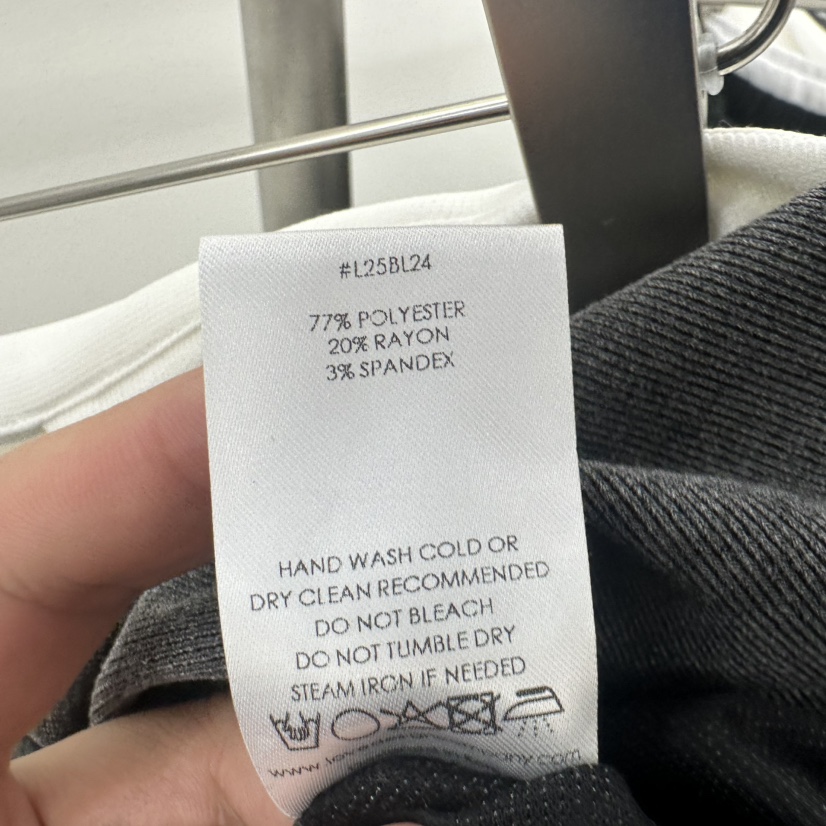 #L25BL24
77% POLYESTER
20% RAYON
3% SPANDEX
HAND WASH COLD OR
DRY CLEAN RECOMMENDED
DO NOT BLEACH
DO NOT TUMBLE DRY
STEAM IRON IF NEEDED